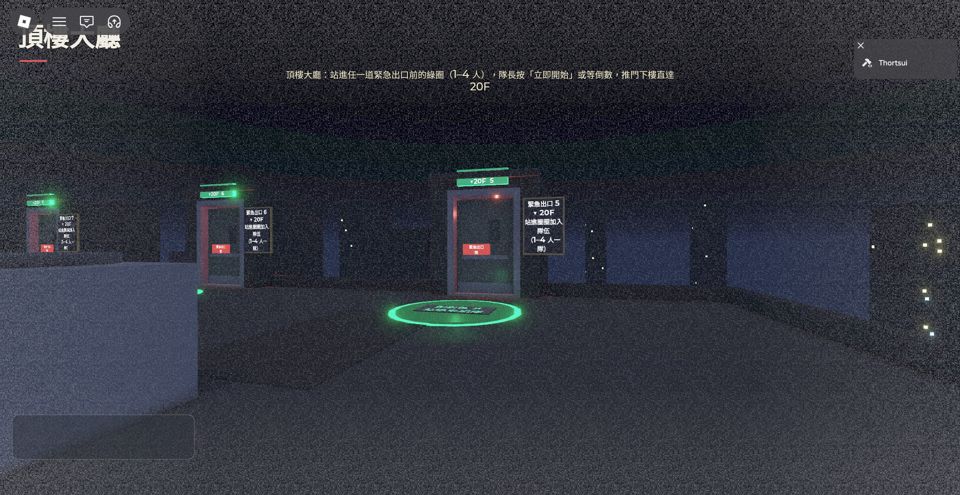 頂樓大廳
頂樓大廳：站進任一道緊急出口前的綠圈（1–4 人），隊長按「立即開始」或等倒數，推門下樓直達
20F
Thortsui
▾20F 5
緊急出口 5
▾ 20F
站進圈圈加入
隊伍
（1–4 人一
隊）
緊急出口 6
▾ 20F
站進圈圈加入
隊伍
（1–4 人一
隊）